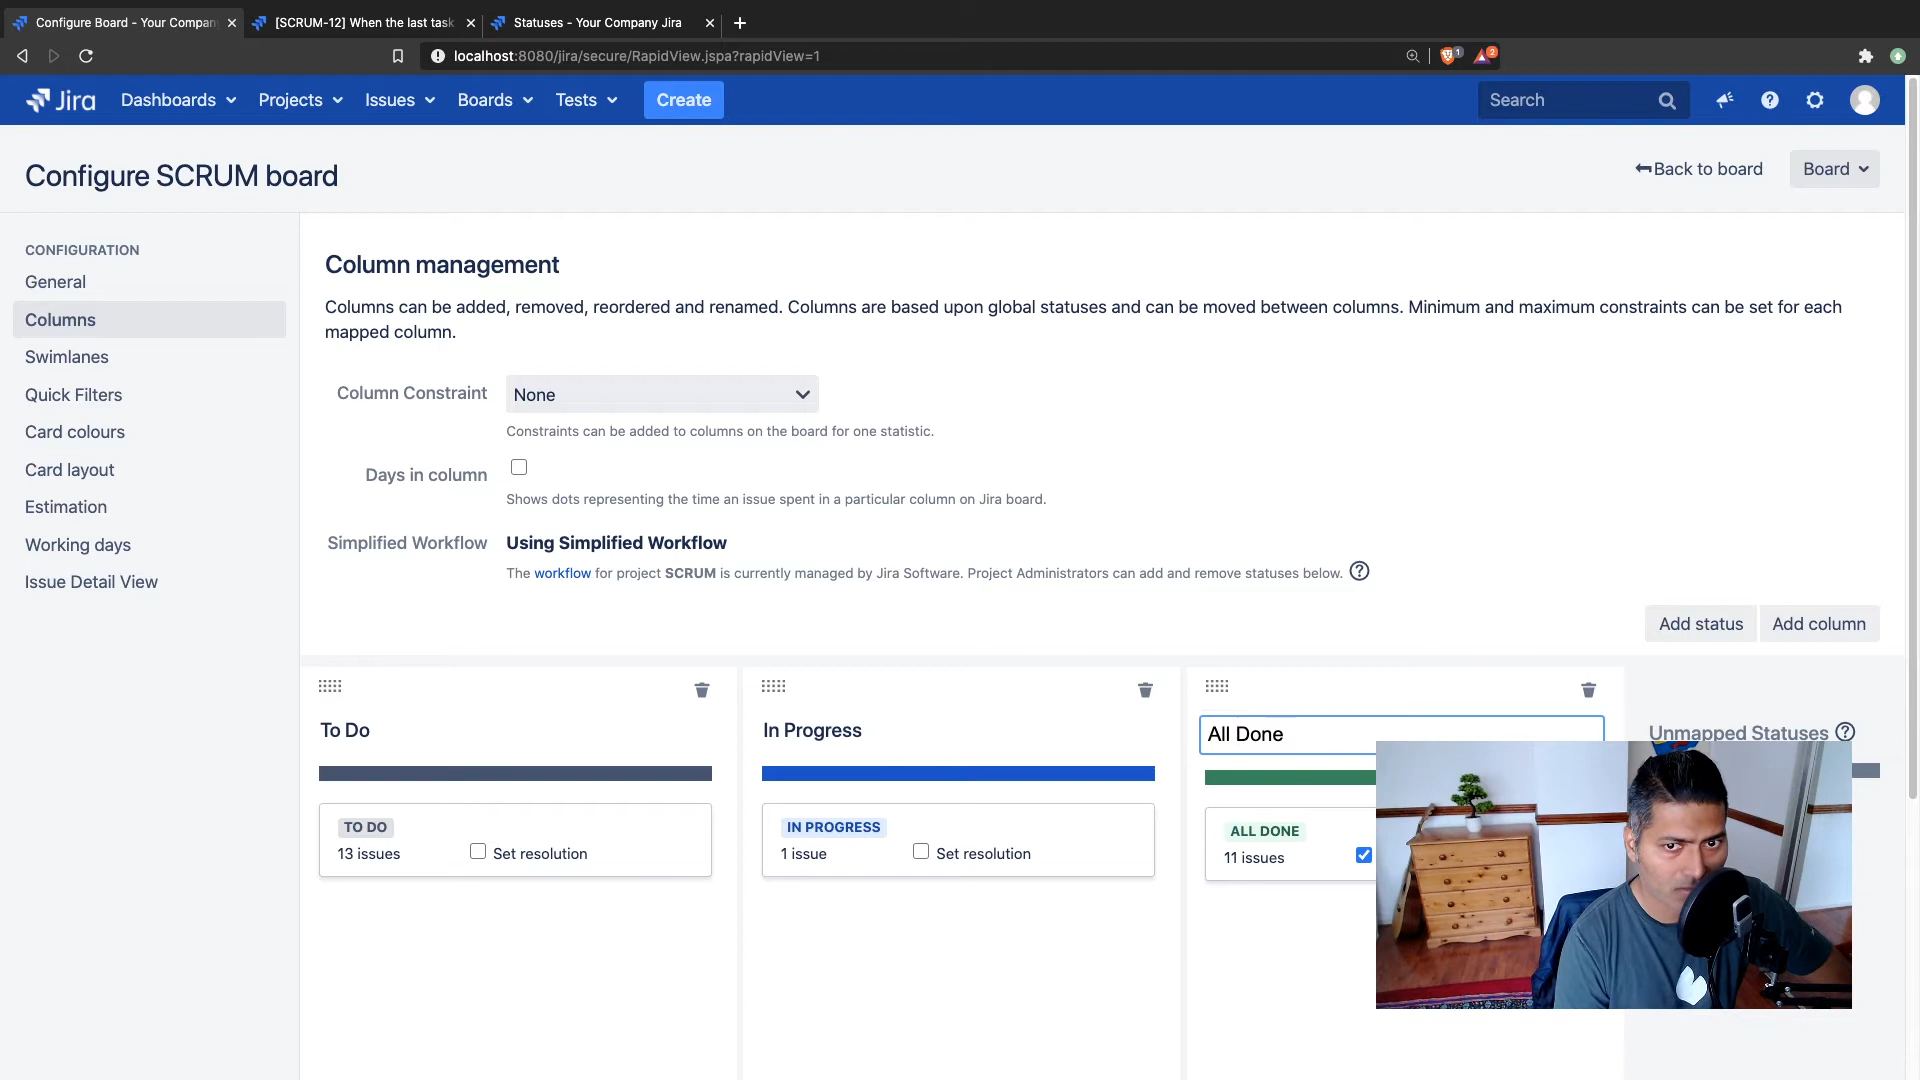 Configure Board - Your Company
[SCRUM-12] When the last task
Statuses - Your Company Jira
localhost:8080/jira/secure/RapidView.jspa?rapidView=1
1
2
Jira
Dashboards
Projects
Issues
Boards
Tests
Create
Search
Configure SCRUM board
Back to board
Board
CONFIGURATION
General
Columns
Swimlanes
Quick Filters
Card colours
Card layout
Estimation
Working days
Issue Detail View
Column management
Columns can be added, removed, reordered and renamed. Columns are based upon global statuses and can be moved between columns. Minimum and maximum constraints can be set for each
mapped column.
Column Constraint
None
Constraints can be added to columns on the board for one statistic.
Days in column
Shows dots representing the time an issue spent in a particular column on Jira board.
Simplified Workflow
Using Simplified Workflow
The workflow for project SCRUM is currently managed by Jira Software. Project Administrators can add and remove statuses below.
Add status
Add column
To Do
In Progress
All Done
Unmapped Statuses
TO DO
13 issues
Set resolution
IN PROGRESS
1 issue
Set resolution
ALL DONE
11 issues